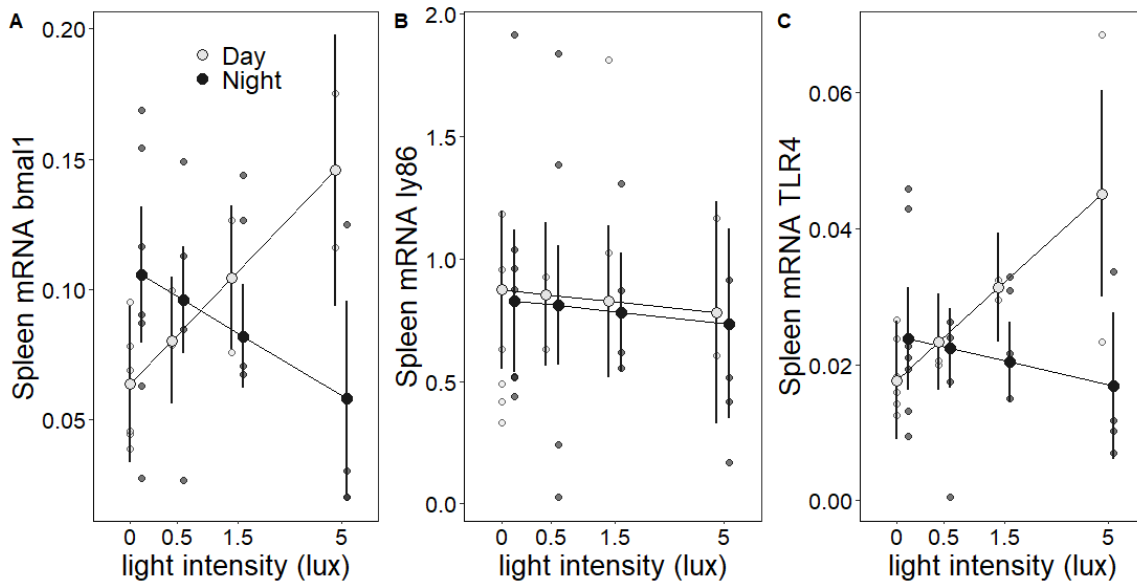 A
Spleen mRNA bmal1
0.20
0.15
0.10
0.05
Day
Night
0
0.5
1.5
5
light intensity (lux)
B
Spleen mRNA ly86
2.0
1.5
1.0
0.5
0.0
0
0.5
1.5
5
light intensity (lux)
C
Spleen mRNA TLR4
0.06
0.04
0.02
0.00
0
0.5
1.5
5
light intensity (lux)